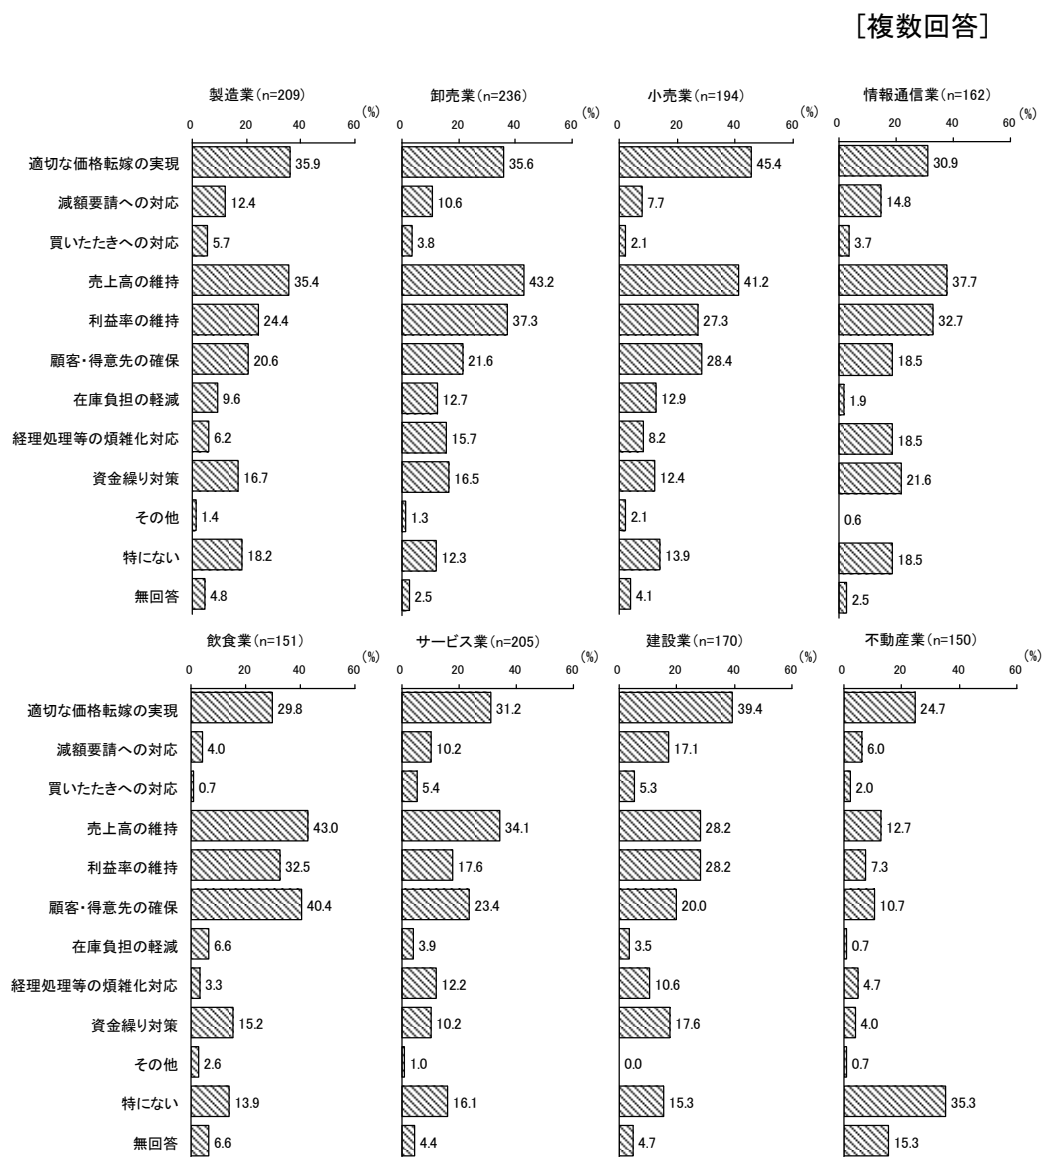 [複数回答]
製造業(n=209) 卸売業(n=236) 小売業(n=194) 情報通信業(n=162)
0 20 40 60 (%) 0 20 40 60 (%) 0 20 40 60 (%) 0 20 40 60 (%)
適切な価格転嫁の実現 35.9 35.6 45.4 30.9
減額要請への対応 12.4 10.6 7.7 14.8
買いたたきへの対応 5.7 3.8 2.1 3.7
売上高の維持 35.4 43.2 41.2 37.7
利益率の維持 24.4 37.3 27.3 32.7
顧客・得意先の確保 20.6 21.6 28.4 18.5
在庫負担の軽減 9.6 12.7 12.9 1.9
経理処理等の煩雑化対応 6.2 15.7 8.2 18.5
資金繰り対策 16.7 16.5 12.4 21.6
その他 1.4 1.3 2.1 0.6
特にない 18.2 12.3 13.9 18.5
無回答 4.8 2.5 4.1 2.5
飲食業(n=151) サービス業(n=205) 建設業(n=170) 不動産業(n=150)
0 20 40 60 (%) 0 20 40 60 (%) 0 20 40 60 (%) 0 20 40 60 (%)
適切な価格転嫁の実現 29.8 31.2 39.4 24.7
減額要請への対応 4.0 10.2 17.1 6.0
買いたたきへの対応 0.7 5.4 5.3 2.0
売上高の維持 43.0 34.1 28.2 12.7
利益率の維持 32.5 17.6 28.2 7.3
顧客・得意先の確保 40.4 23.4 20.0 10.7
在庫負担の軽減 6.6 3.9 3.5 0.7
経理処理等の煩雑化対応 3.3 12.2 10.6 4.7
資金繰り対策 15.2 10.2 17.6 4.0
その他 2.6 1.0 0.0 0.7
特にない 13.9 16.1 15.3 35.3
無回答 6.6 4.4 4.7 15.3